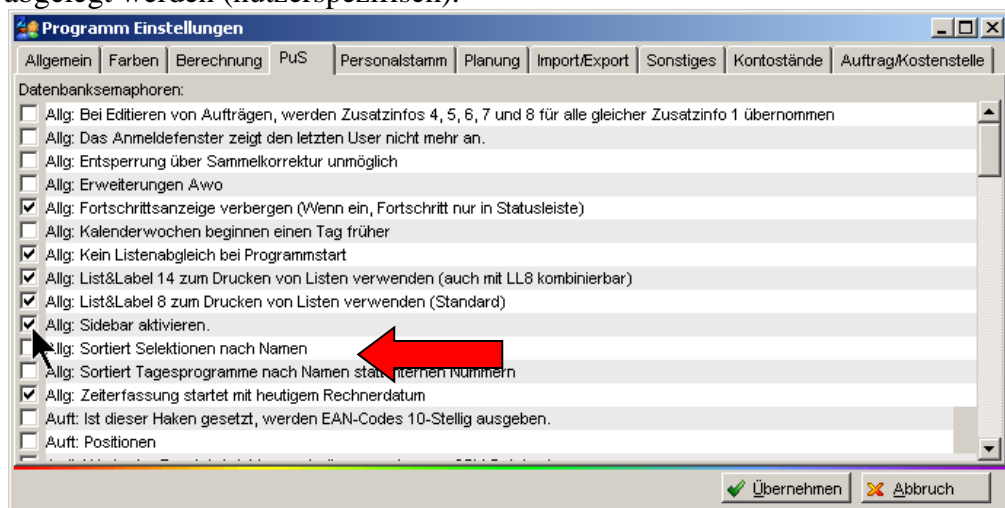 abgelegt werden (nutzerspezifisch).
Programm Einstellungen
Allgemein Farben Berechnung PuS Personalstamm Planung Import/Export Sonstiges Kontostände Auftrag/Kostenstelle
Datenbanksemaphoren:
Allg: Bei Editieren von Aufträgen, werden Zusatzinfos 4, 5, 6, 7 und 8 für alle gleicher Zusatzinfo 1 übernommen
Allg: Das Anmeldefenster zeigt den letzten User nicht mehr an.
Allg: Entsperrung über Sammelkorrektur unmöglich
Allg: Erweiterungen Awo
Allg: Fortschrittsanzeige verbergen (Wenn ein, Fortschritt nur in Statusleiste)
Allg: Kalenderwochen beginnen einen Tag früher
Allg: Kein Listenabgleich bei Programmstart
Allg: List&Label 14 zum Drucken von Listen verwenden (auch mit LL8 kombinierbar)
Allg: List&Label 8 zum Drucken von Listen verwenden (Standard)
Allg: Sidebar aktivieren.
Allg: Sortiert Selektionen nach Namen
Allg: Sortiert Tagesprogramme nach Namen statt internen Nummern
Allg: Zeiterfassung startet mit heutigem Rechnerdatum
Auft: Ist dieser Haken gesetzt, werden EAN-Codes 10-Stellig ausgeben.
Auft: Positionen
Übernehmen Abbruch